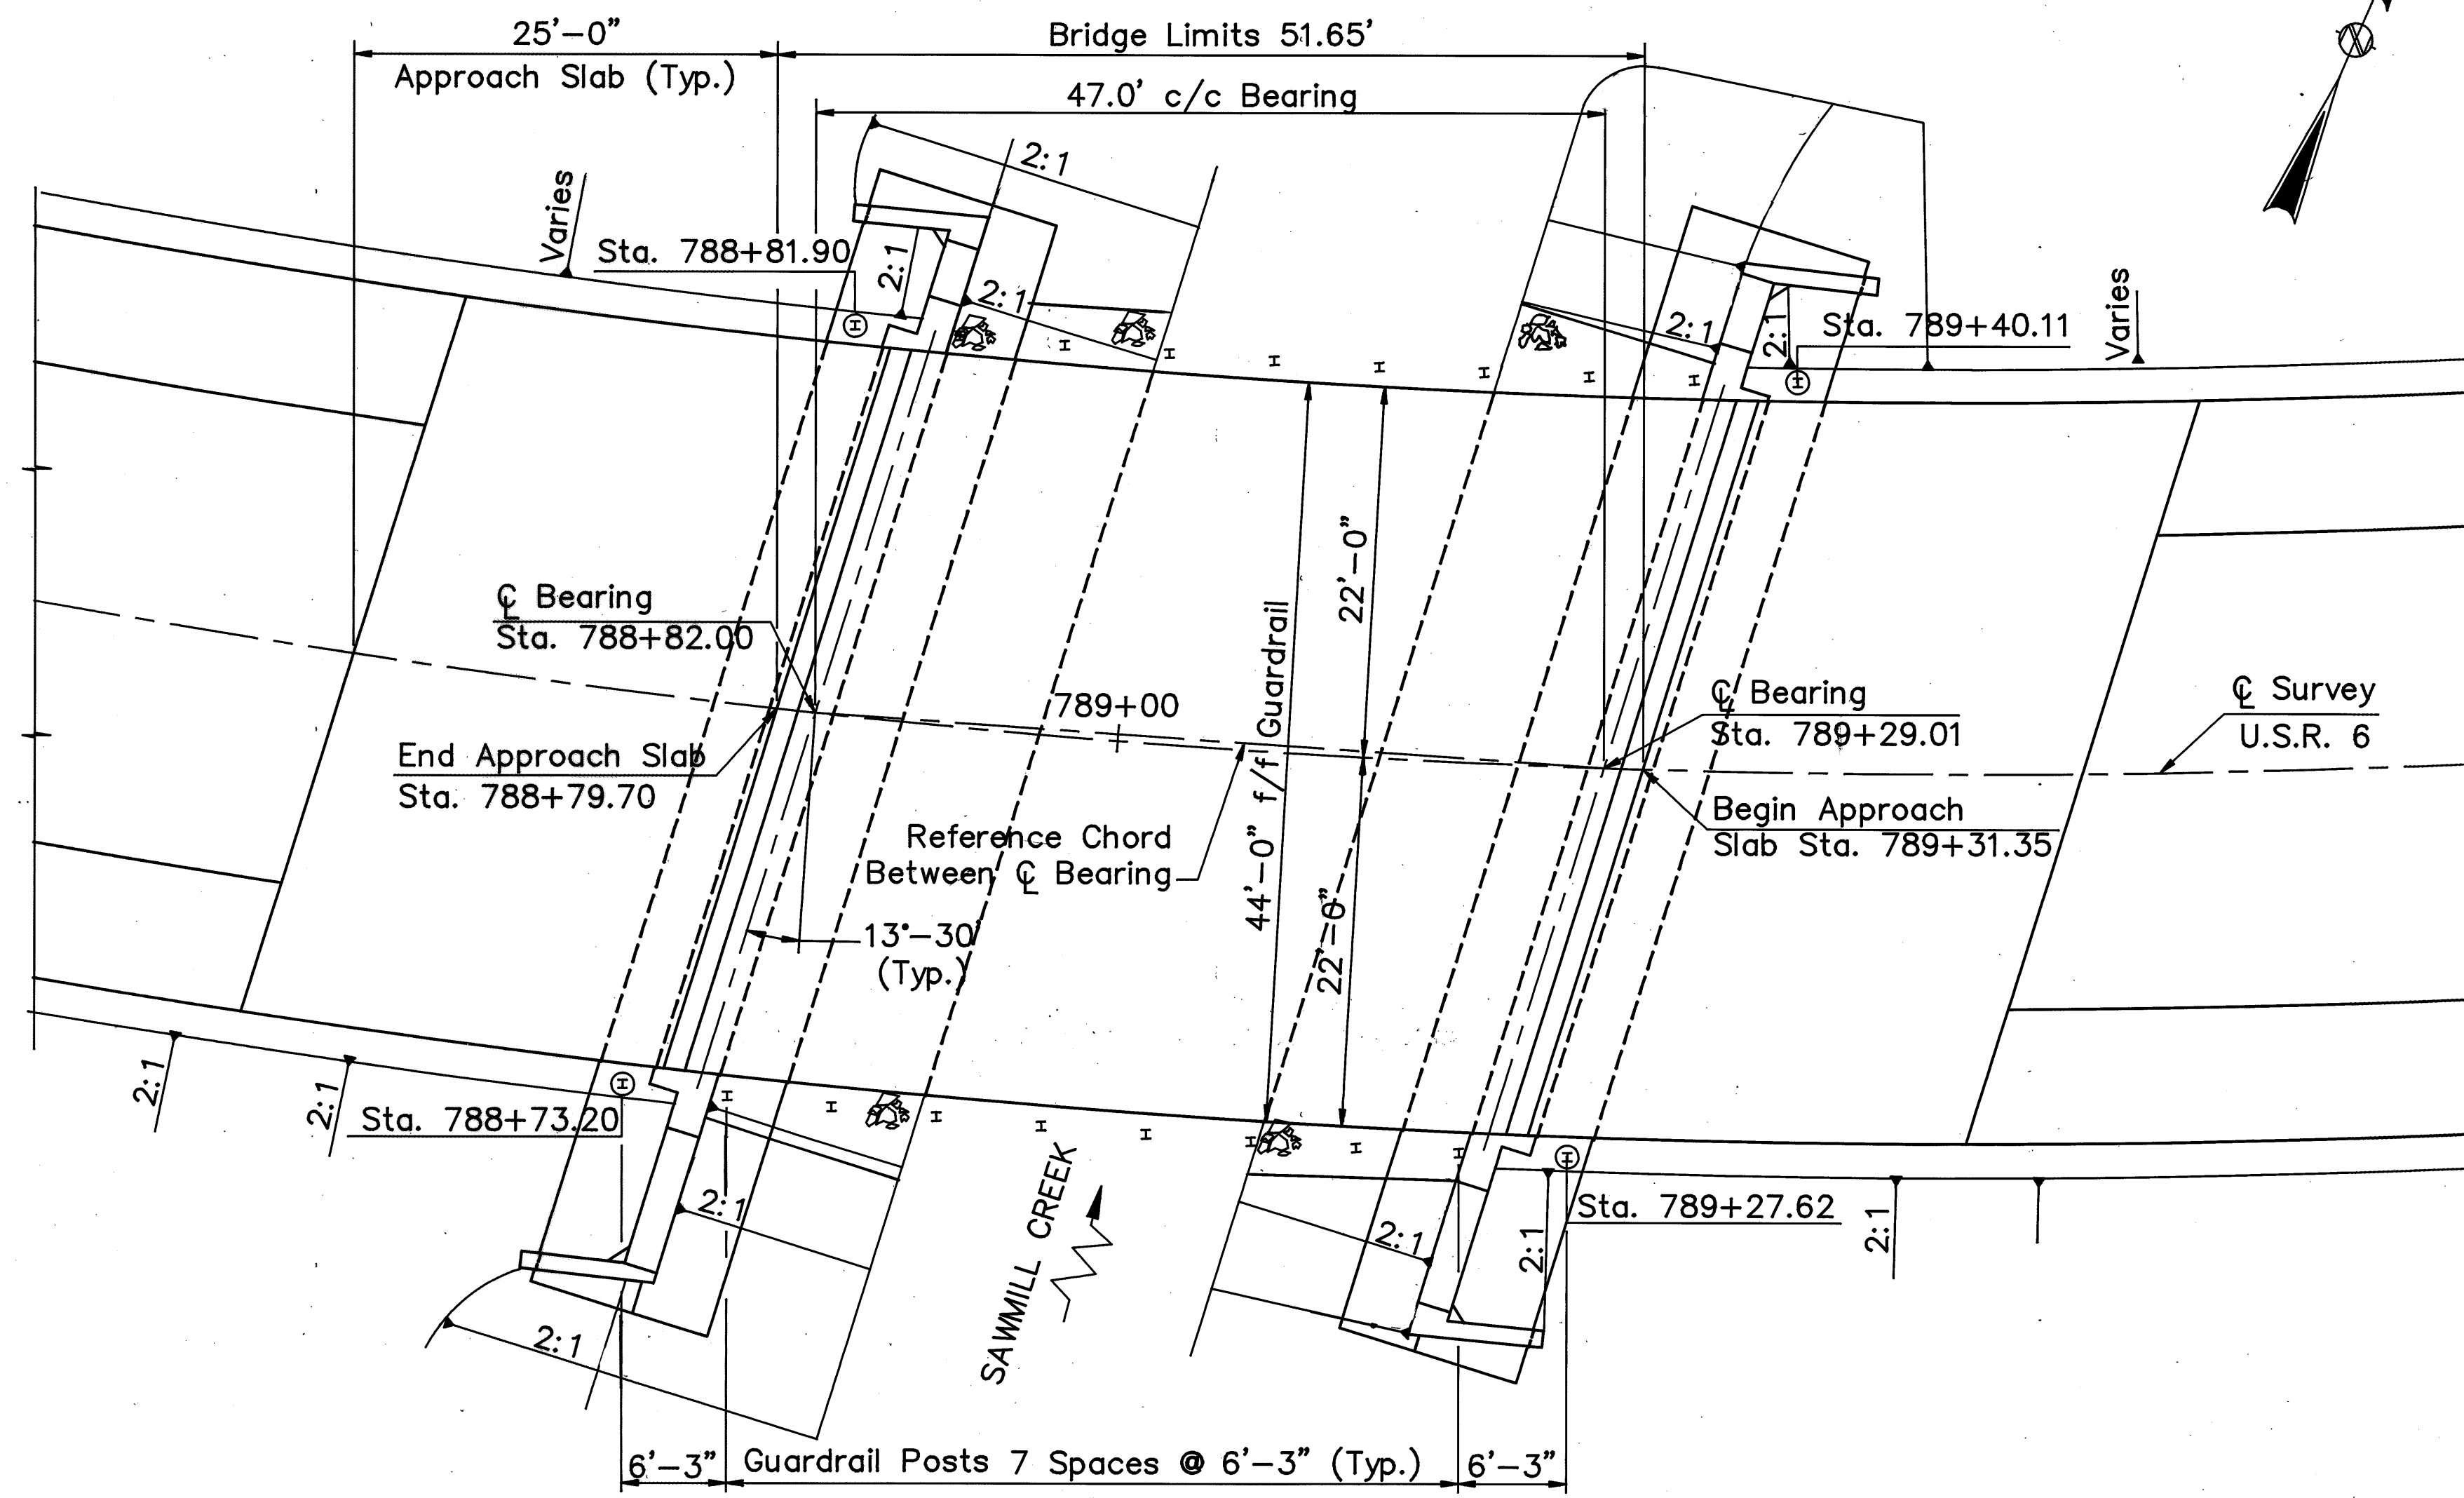 25'-0"
Approach Slab (Typ.)
Bridge Limits 51.65'
47.0' c/c Bearing
2:1
Varies
Sta. 788+81.90
2:1
2:1
2:1
2:1
Sta. 789+40.11
Varies
22'-0"
44'-0" f/f Guardrail
22'-0"
℄ Bearing
Sta. 788+82.00
789+00
℄ Bearing
Sta. 789+29.01
℄ Survey
U.S.R. 6
End Approach Slab
Sta. 788+79.70
Reference Chord
Between ℄ Bearing
Begin Approach
Slab Sta. 789+31.35
13°-30'
(Typ.)
2:1
2:1
Sta. 788+73.20
2:1
2:1
SAWMILL CREEK
2:1
2:1
Sta. 789+27.62
2:1
6'-3"
Guardrail Posts 7 Spaces @ 6'-3" (Typ.)
6'-3"